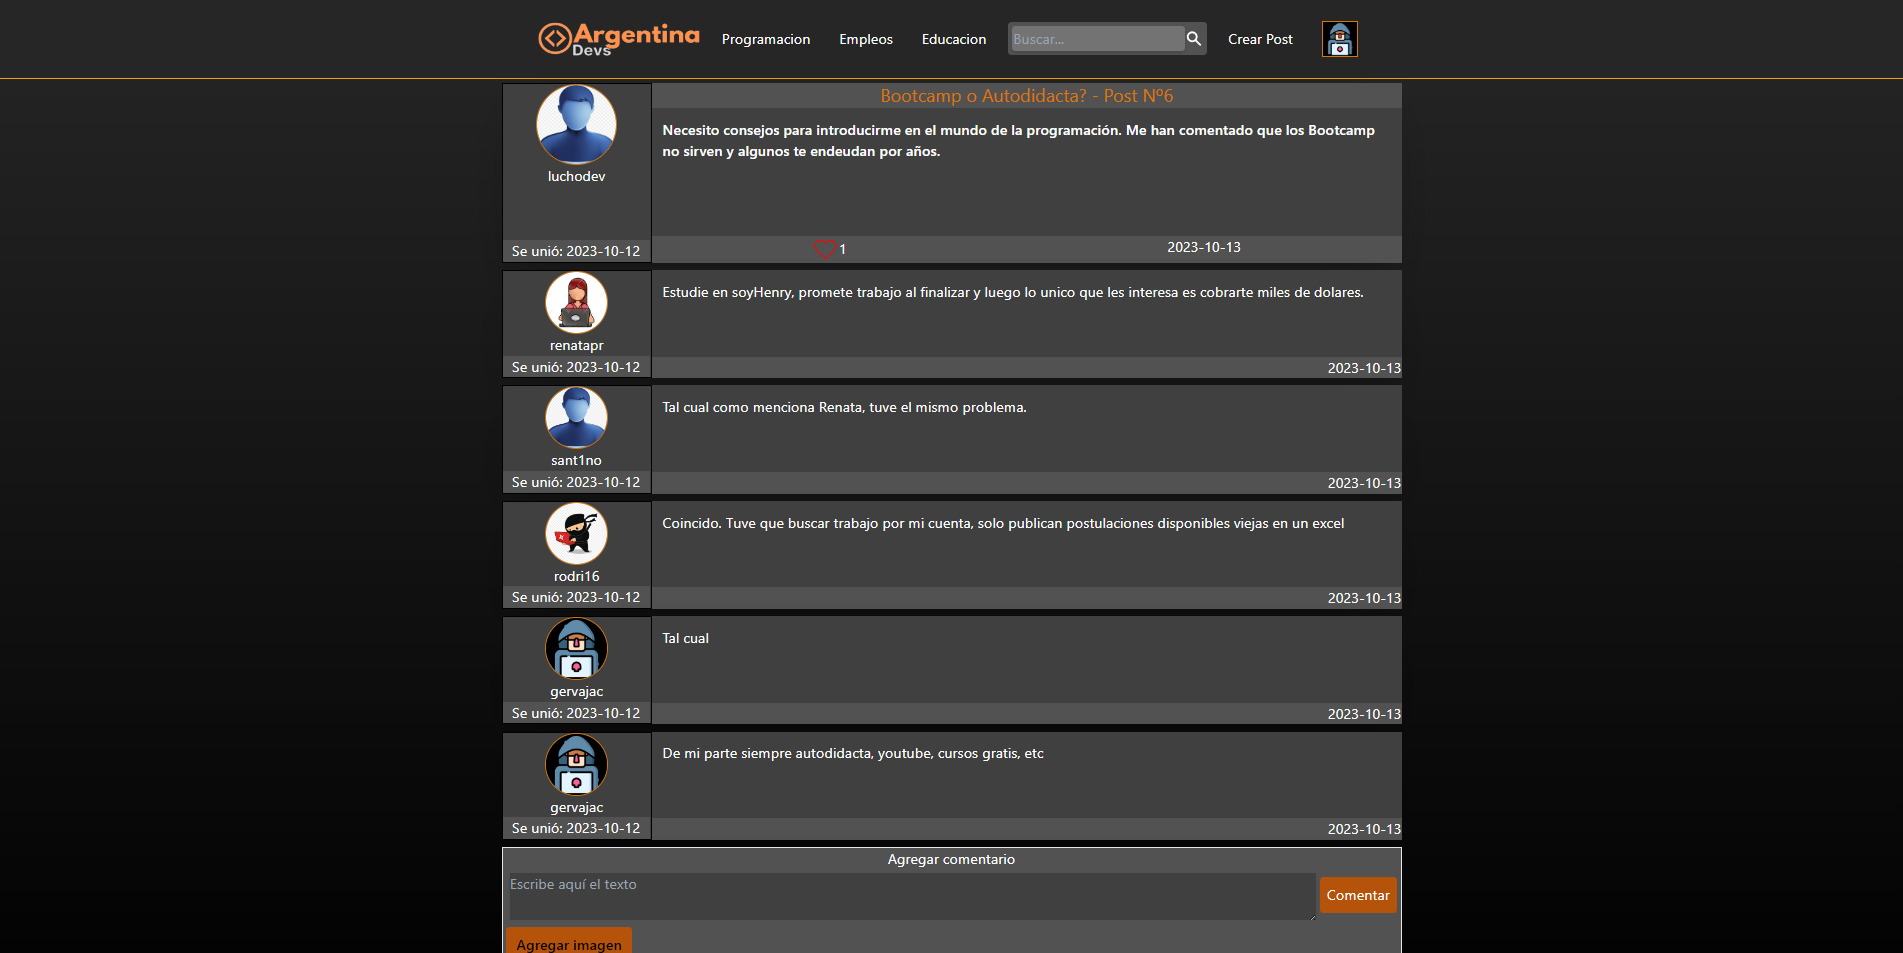 Argentina
Devs
Programacion
Empleos
Educacion
Buscar...
Crear Post
luchodev
Se unió: 2023-10-12
Bootcamp o Autodidacta? - Post Nº6
Necesito consejos para introducirme en el mundo de la programación. Me han comentado que los Bootcamp
no sirven y algunos te endeudan por años.
1
2023-10-13
renatapr
Se unió: 2023-10-12
Estudie en soyHenry, promete trabajo al finalizar y luego lo unico que les interesa es cobrarte miles de dolares.
2023-10-13
sant1no
Se unió: 2023-10-12
Tal cual como menciona Renata, tuve el mismo problema.
2023-10-13
rodri16
Se unió: 2023-10-12
Coincido. Tuve que buscar trabajo por mi cuenta, solo publican postulaciones disponibles viejas en un excel
2023-10-13
gervajac
Se unió: 2023-10-12
Tal cual
2023-10-13
gervajac
Se unió: 2023-10-12
De mi parte siempre autodidacta, youtube, cursos gratis, etc
2023-10-13
Agregar comentario
Escribe aquí el texto
Comentar
Agregar imagen